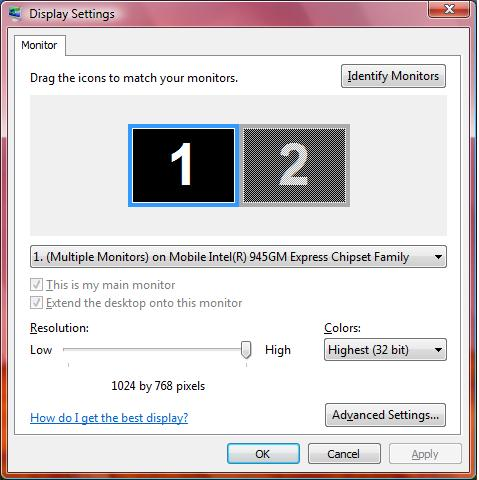 Display Settings
Monitor
Drag the icons to match your monitors.
Identify Monitors
1
2
1. (Multiple Monitors) on Mobile Intel(R) 945GM Express Chipset Family
This is my main monitor
Extend the desktop onto this monitor
Resolution:
Colors:
Low
High
Highest (32 bit)
1024 by 768 pixels
How do I get the best display?
Advanced Settings...
OK
Cancel
Apply